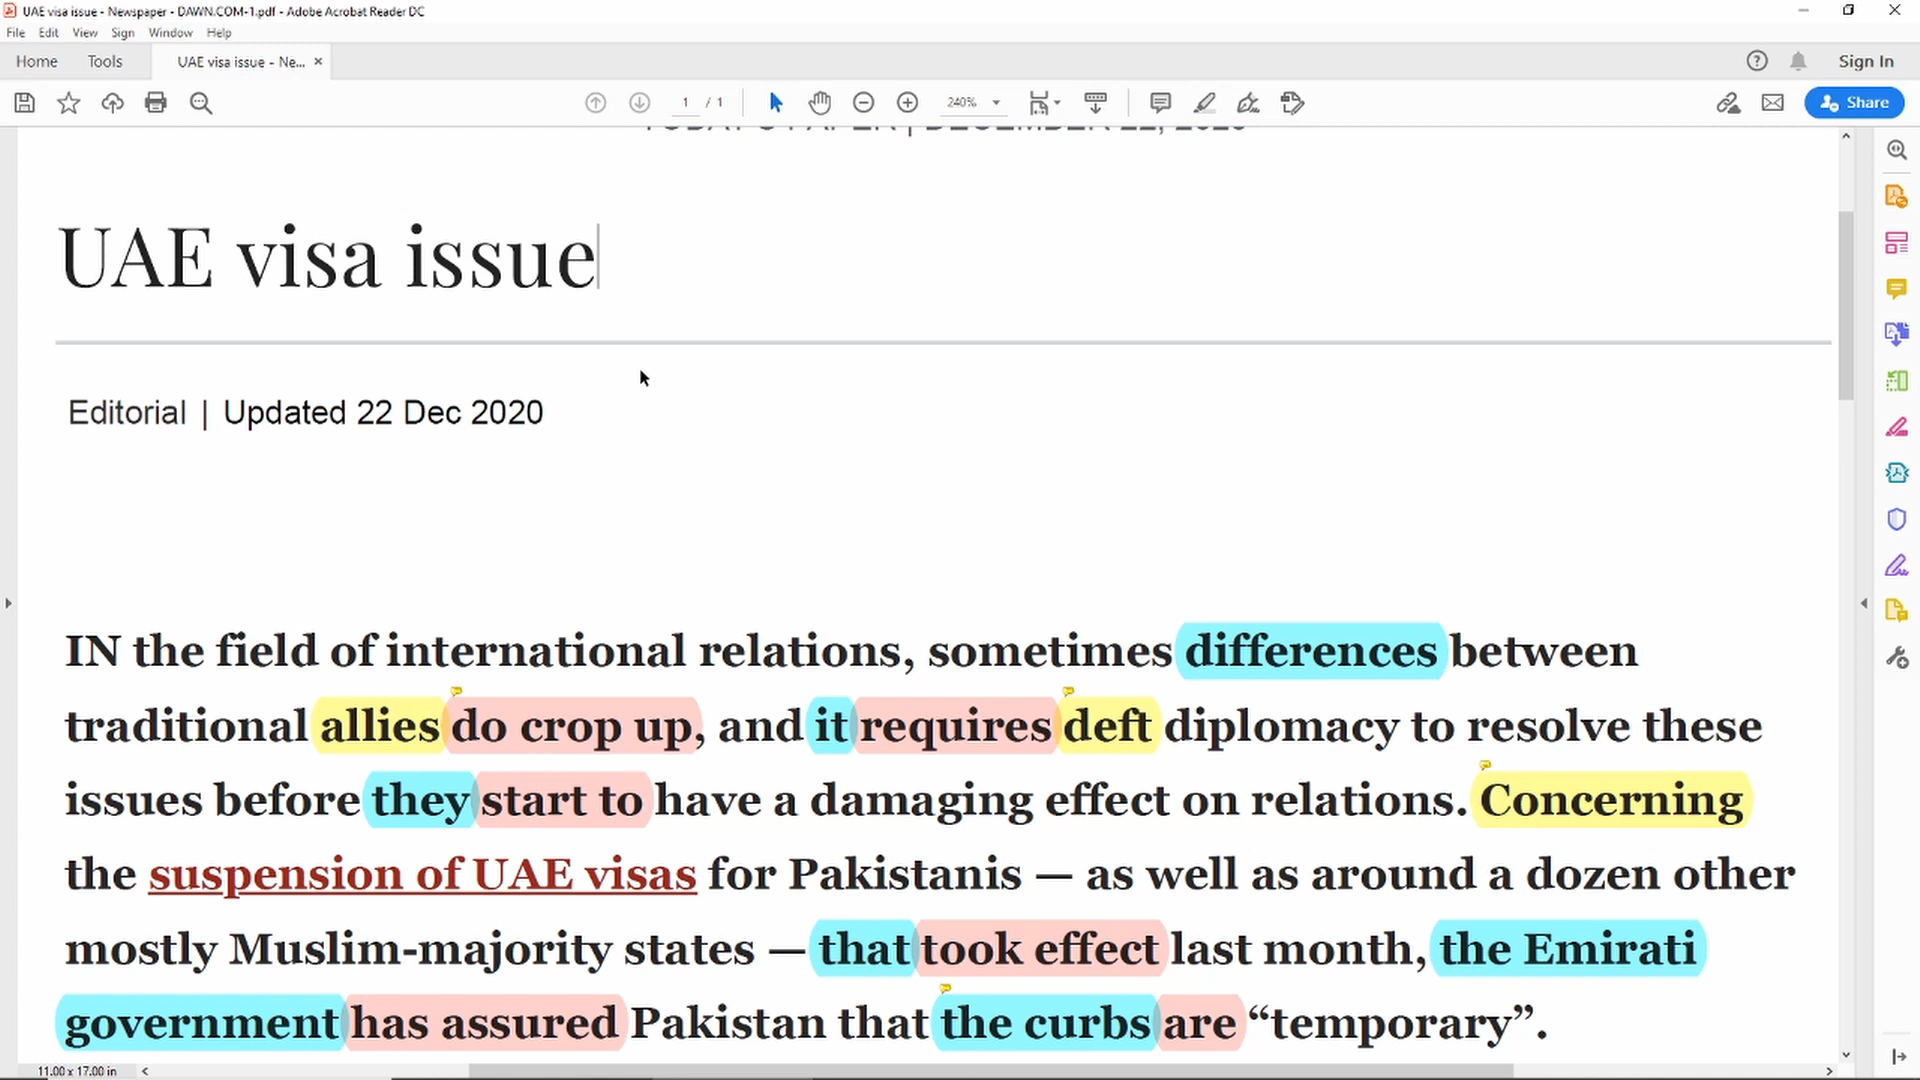 UAE visa issue - Newspaper - DAWN.COM-1.pdf - Adobe Acrobat Reader DC
File Edit View Sign Window Help
Home Tools UAE visa issue - Ne... × Sign In
1 / 1 240% Share
TODAY'S PAPER | DECEMBER 22, 2020
UAE visa issue
Editorial | Updated 22 Dec 2020
IN the field of international relations, sometimes differences between
traditional allies do crop up, and it requires deft diplomacy to resolve these
issues before they start to have a damaging effect on relations. Concerning
the suspension of UAE visas for Pakistanis — as well as around a dozen other
mostly Muslim-majority states — that took effect last month, the Emirati
government has assured Pakistan that the curbs are “temporary”.
11.00 x 17.00 in